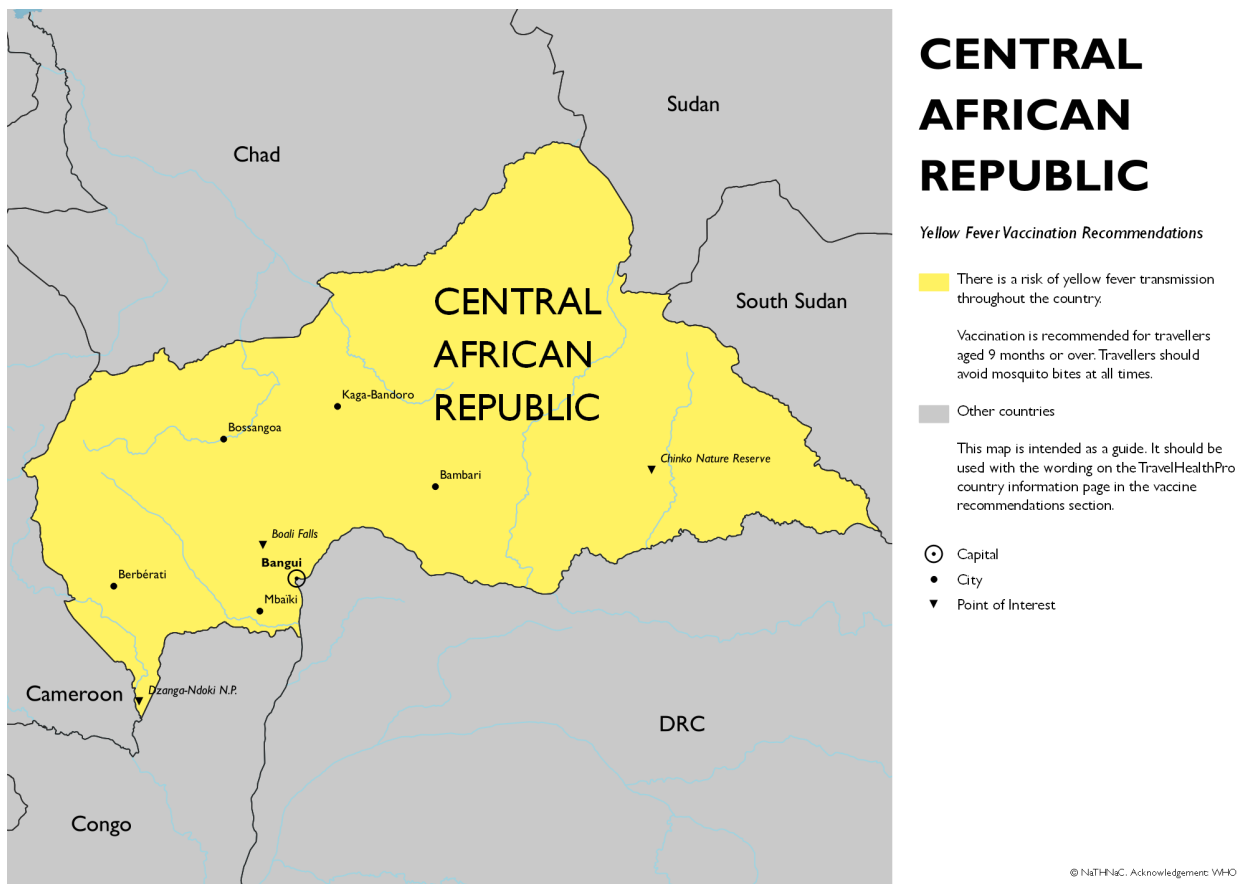 Sudan
Chad
South Sudan
CENTRAL
AFRICAN
REPUBLIC
Kaga-Bandoro
Bossangoa
Chinko Nature Reserve
Bambari
Boali Falls
Bangui
Berbérati
Mbaïki
Cameroon
Dzanga-Ndoki N.P.
DRC
Congo
CENTRAL
AFRICAN
REPUBLIC
Yellow Fever Vaccination Recommendations
There is a risk of yellow fever transmission
throughout the country.
Vaccination is recommended for travellers
aged 9 months or over. Travellers should
avoid mosquito bites at all times.
Other countries
This map is intended as a guide. It should be
used with the wording on the TravelHealthPro
country information page in the vaccine
recommendations section.
Capital
City
Point of Interest
© NaTHNaC. Acknowledgement: WHO